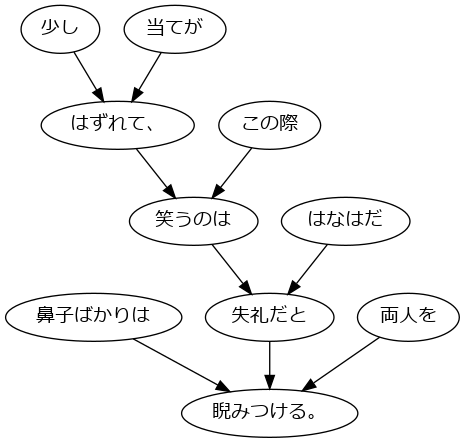 少し
当てが
はずれて、
この際
笑うのは
はなはだ
鼻子ばかりは
失礼だと
両人を
睨みつける。